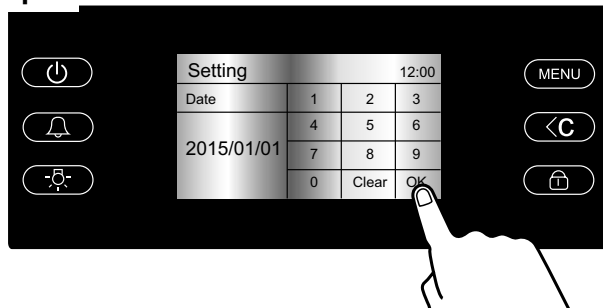 Setting 12:00
Date 1 2 3
4 5 6
2015/01/01
7 8 9
0 Clear OK
MENU
<C